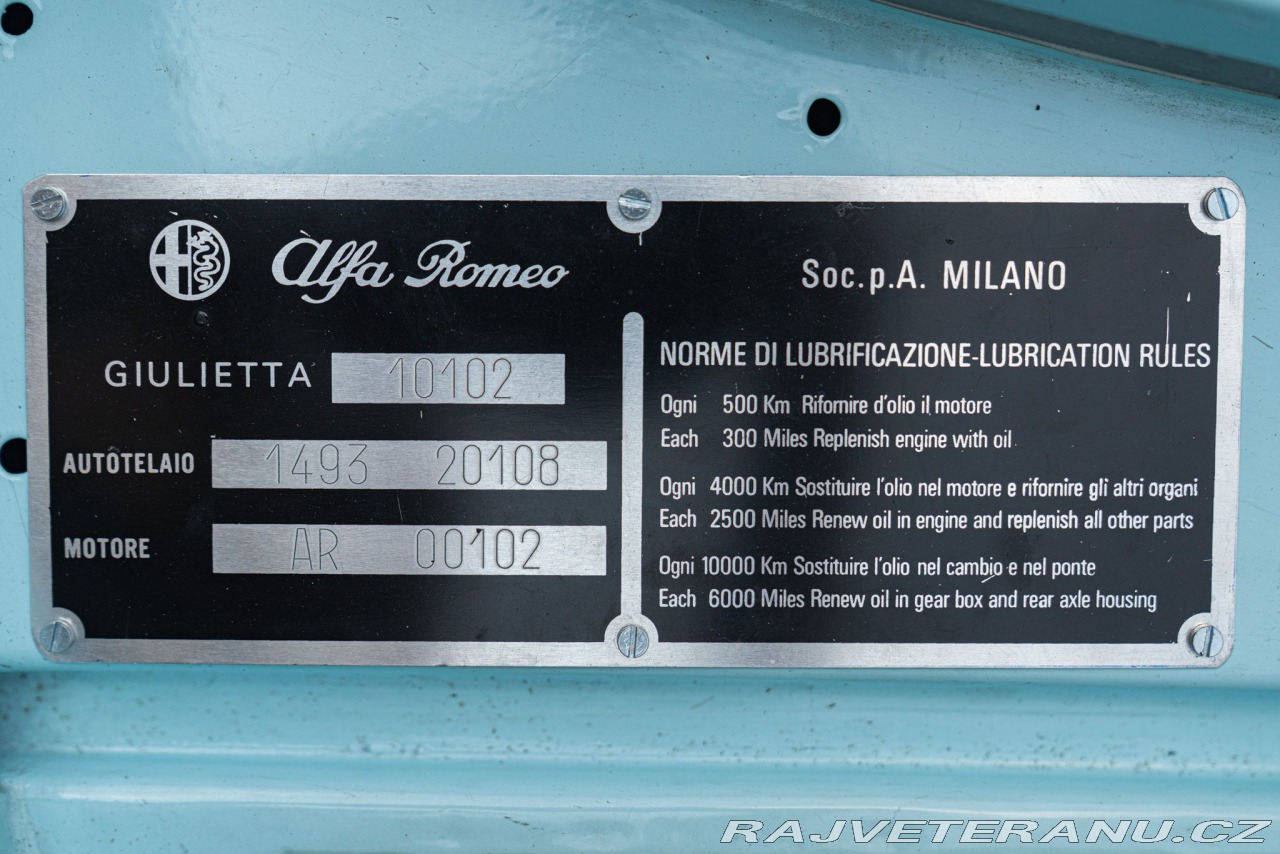 Alfa Romeo
GIULIETTA 10102
AUTOTELAIO 1493 20108
MOTORE AR 00102
Soc.p.A. MILANO
NORME DI LUBRIFICAZIONE-LUBRICATION RULES
Ogni 500 Km Rifornire d'olio il motore
Each 300 Miles Replenish engine with oil
Ogni 4000 Km Sostituire l'olio nel motore e rifornire gli altri organi
Each 2500 Miles Renew oil in engine and replenish all other parts
Ogni 10000 Km Sostituire l'olio nel cambio e nel ponte
Each 6000 Miles Renew oil in gear box and rear axle housing
RAJVETERANU.CZ